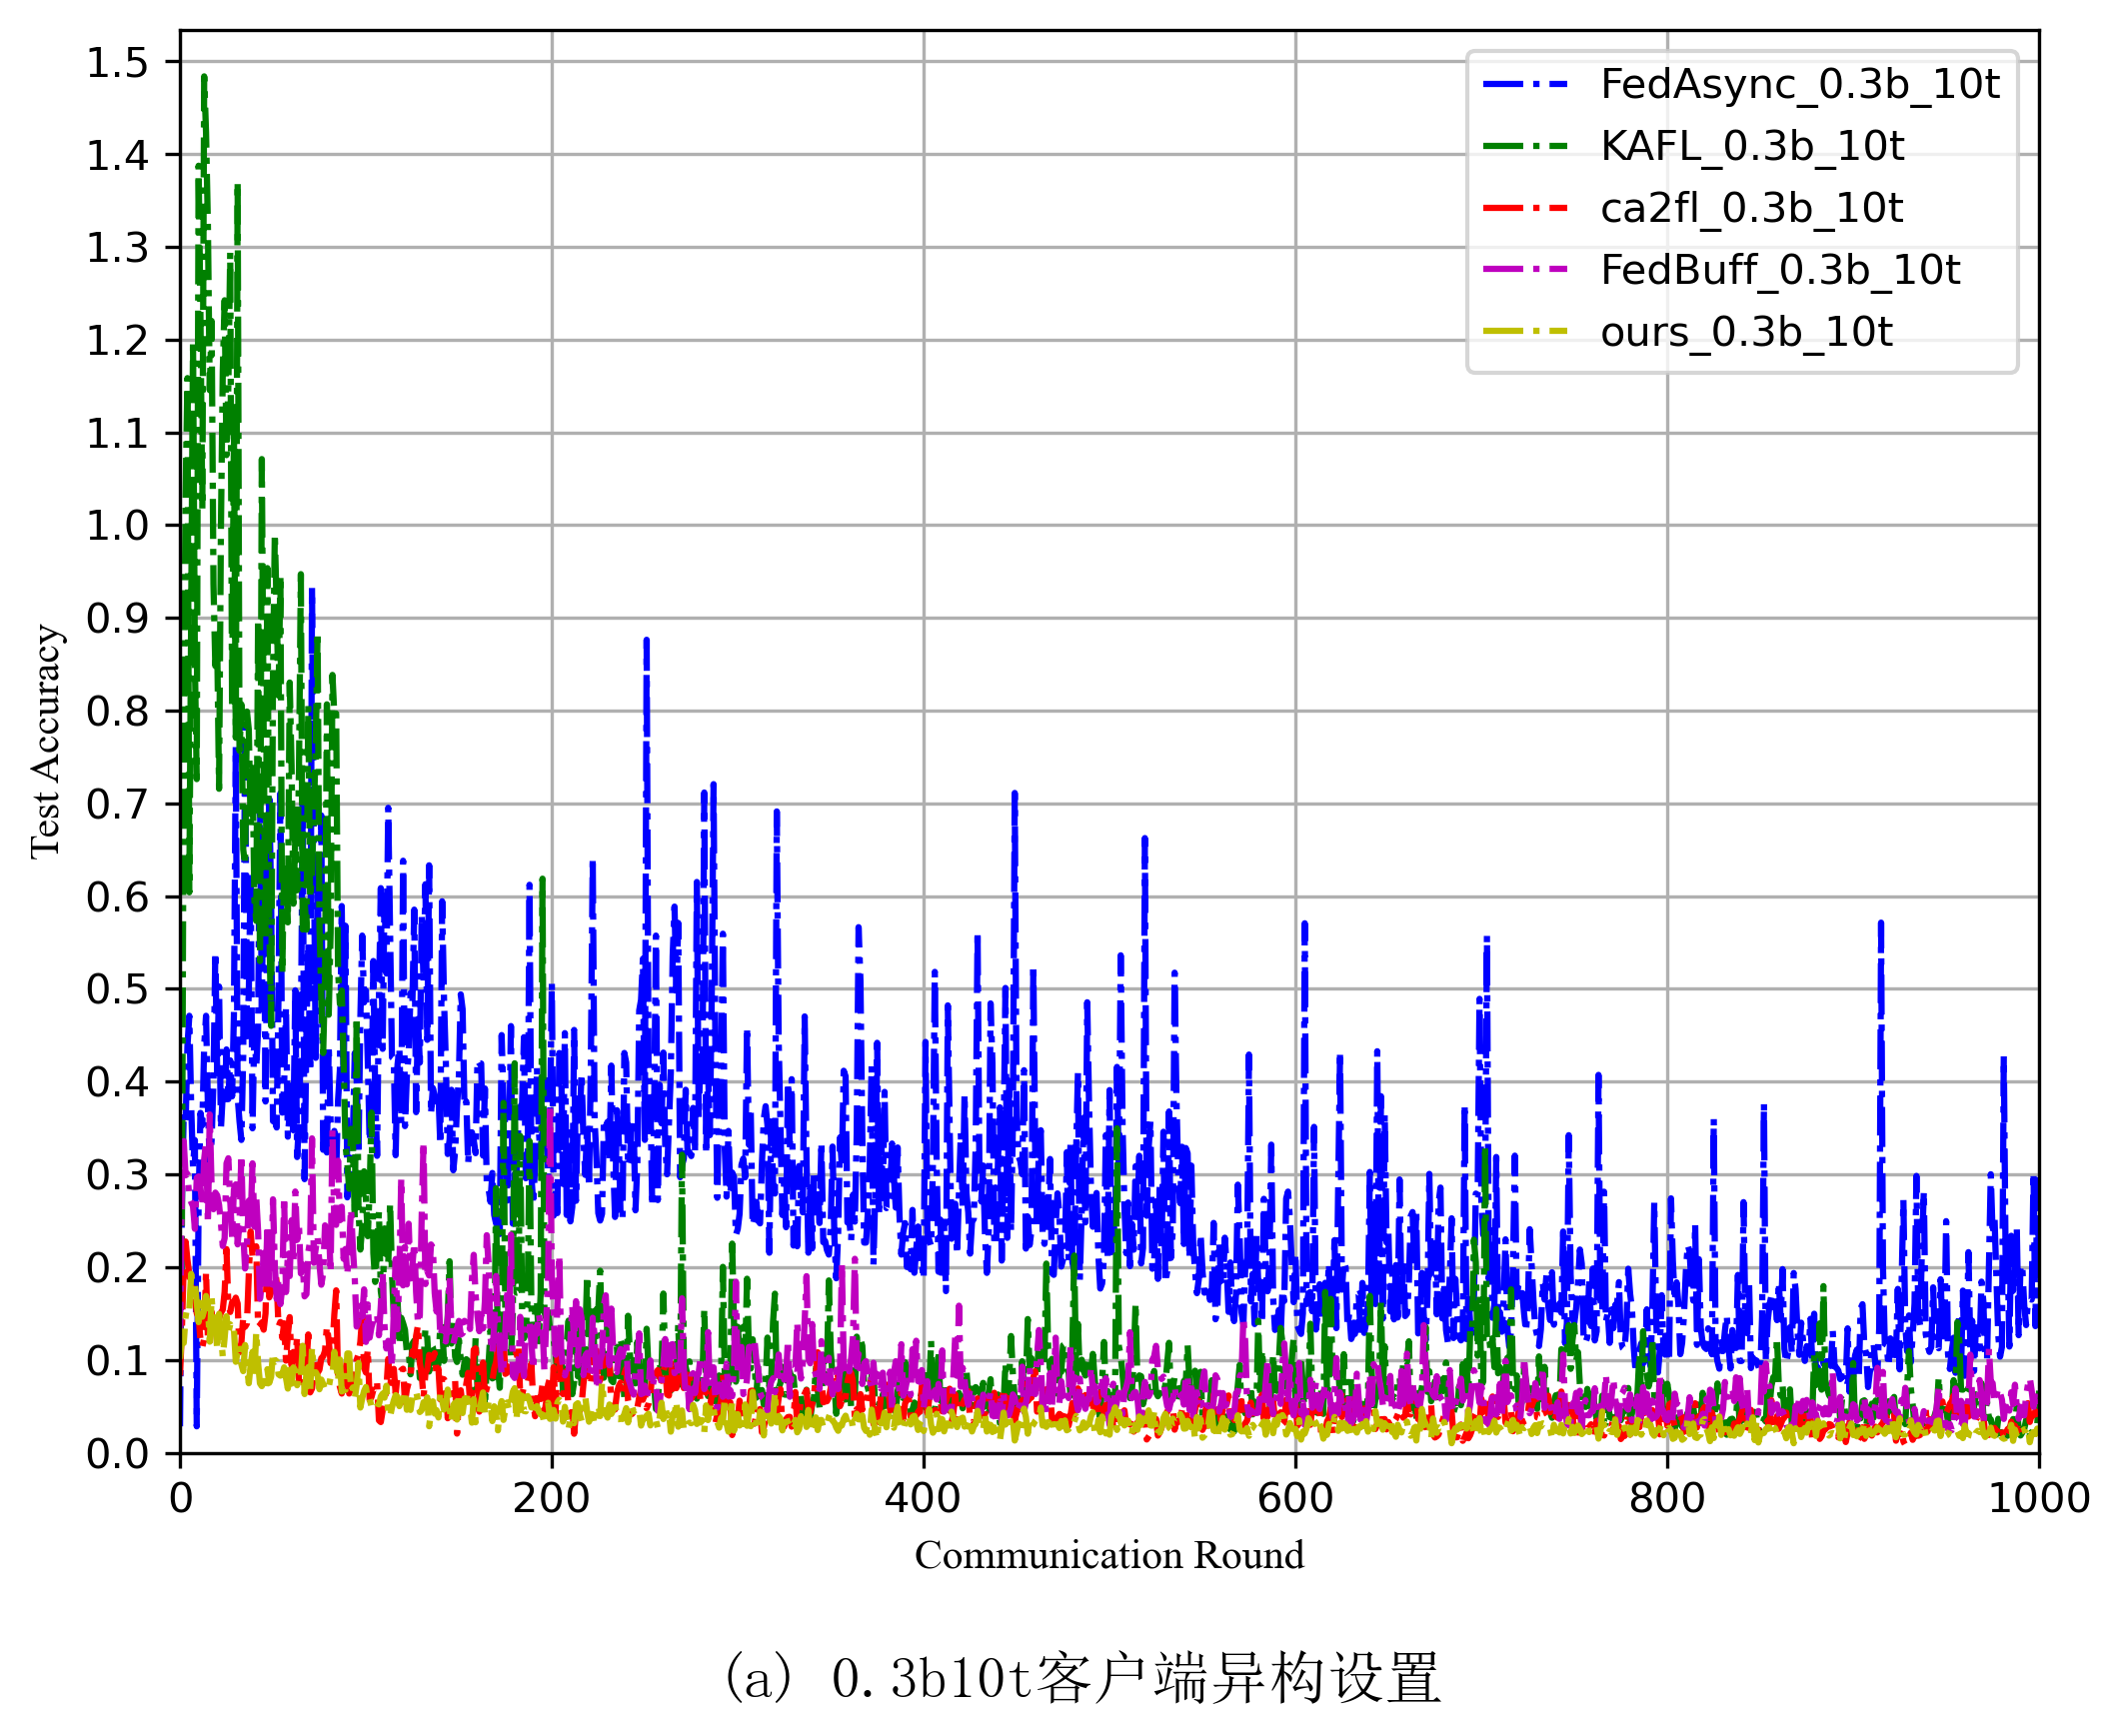 1.5
1.4
1.3
1.2
1.1
1.0
0.9
0.8
0.7
0.6
0.5
0.4
0.3
0.2
0.1
0.0
Test Accuracy
FedAsync_0.3b_10t
KAFL_0.3b_10t
ca2fl_0.3b_10t
FedBuff_0.3b_10t
ours_0.3b_10t
0 200 400 600 800 1000
Communication Round
(a) 0.3b10t客户端异构设置